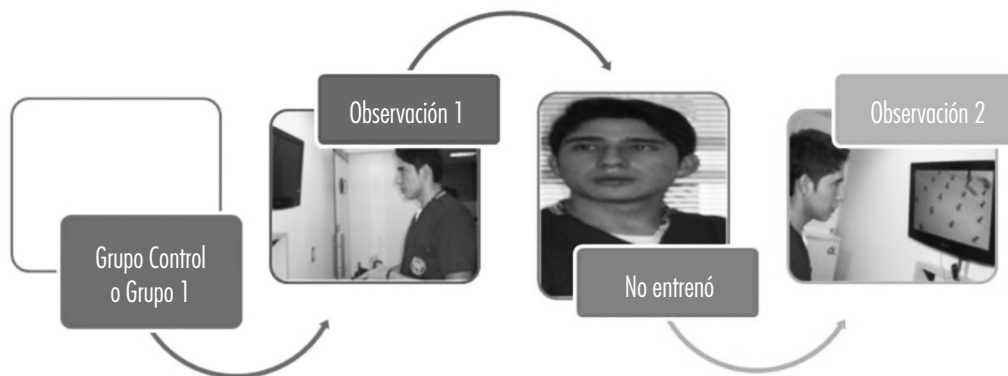 Grupo Control
o Grupo 1
Observación 1
No entrenó
Observación 2